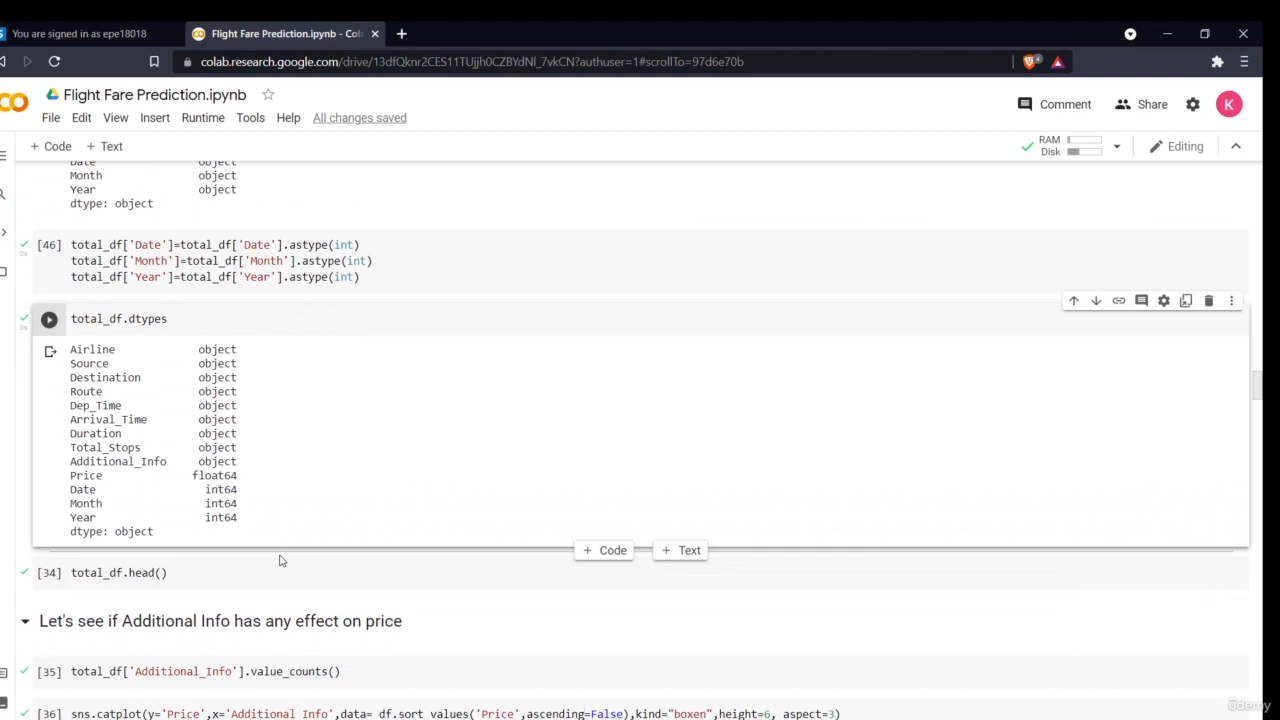 You are signed in as epe18018
Flight Fare Prediction.ipynb - Col
colab.research.google.com/drive/13dfQknr2CES11TUjjh0CZBYdNl_7vkCN?authuser=1#scrollTo=97d6e70b
Flight Fare Prediction.ipynb
Comment
Share
K
File Edit View Insert Runtime Tools Help All changes saved
+ Code + Text
RAM
Disk
Editing
Date object
Month object
Year object
dtype: object
[46] total_df['Date']=total_df['Date'].astype(int)
total_df['Month']=total_df['Month'].astype(int)
total_df['Year']=total_df['Year'].astype(int)
0s
total_df.dtypes
0s
Airline object
Source object
Destination object
Route object
Dep_Time object
Arrival_Time object
Duration object
Total_Stops object
Additional_Info object
Price float64
Date int64
Month int64
Year int64
dtype: object
+ Code + Text
[34] total_df.head()
Let's see if Additional Info has any effect on price
[35] total_df['Additional_Info'].value_counts()
[36] sns.catplot(y='Price',x='Additional_Info',data= df.sort_values('Price',ascending=False),kind="boxen",height=6, aspect=3)
ûdemy